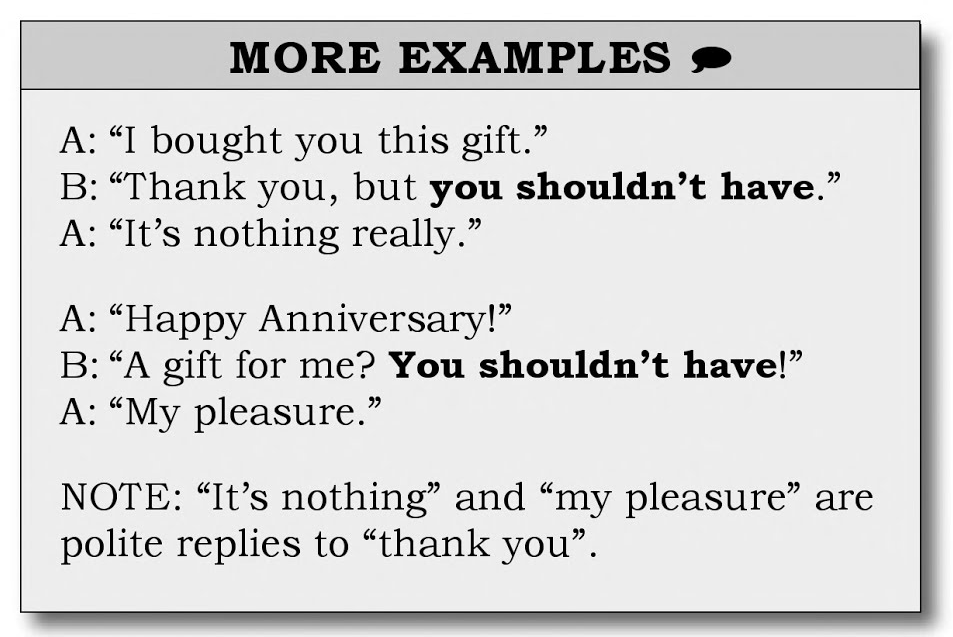 MORE EXAMPLES
A: “I bought you this gift.”
B: “Thank you, but you shouldn’t have.”
A: “It’s nothing really.”
A: “Happy Anniversary!”
B: “A gift for me? You shouldn’t have!”
A: “My pleasure.”
NOTE: “It’s nothing” and “my pleasure” are
polite replies to “thank you”.